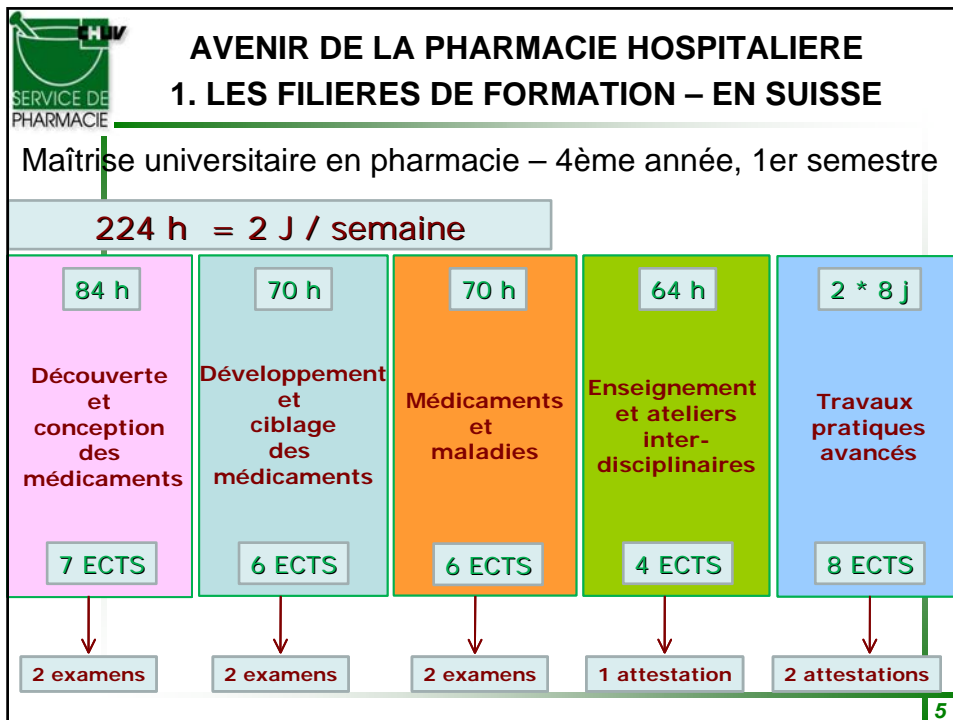 CHUV
SERVICE DE
PHARMACIE
AVENIR DE LA PHARMACIE HOSPITALIERE
1. LES FILIERES DE FORMATION – EN SUISSE
Maîtrise universitaire en pharmacie – 4ème année, 1er semestre
224 h = 2 J / semaine
84 h
Découverte
et
conception
des
médicaments
7 ECTS
2 examens
70 h
Développement
et
ciblage
des
médicaments
6 ECTS
2 examens
70 h
Médicaments
et
maladies
6 ECTS
2 examens
64 h
Enseignement
et ateliers
inter-
disciplinaires
4 ECTS
1 attestation
2 * 8 j
Travaux
pratiques
avancés
8 ECTS
2 attestations
5